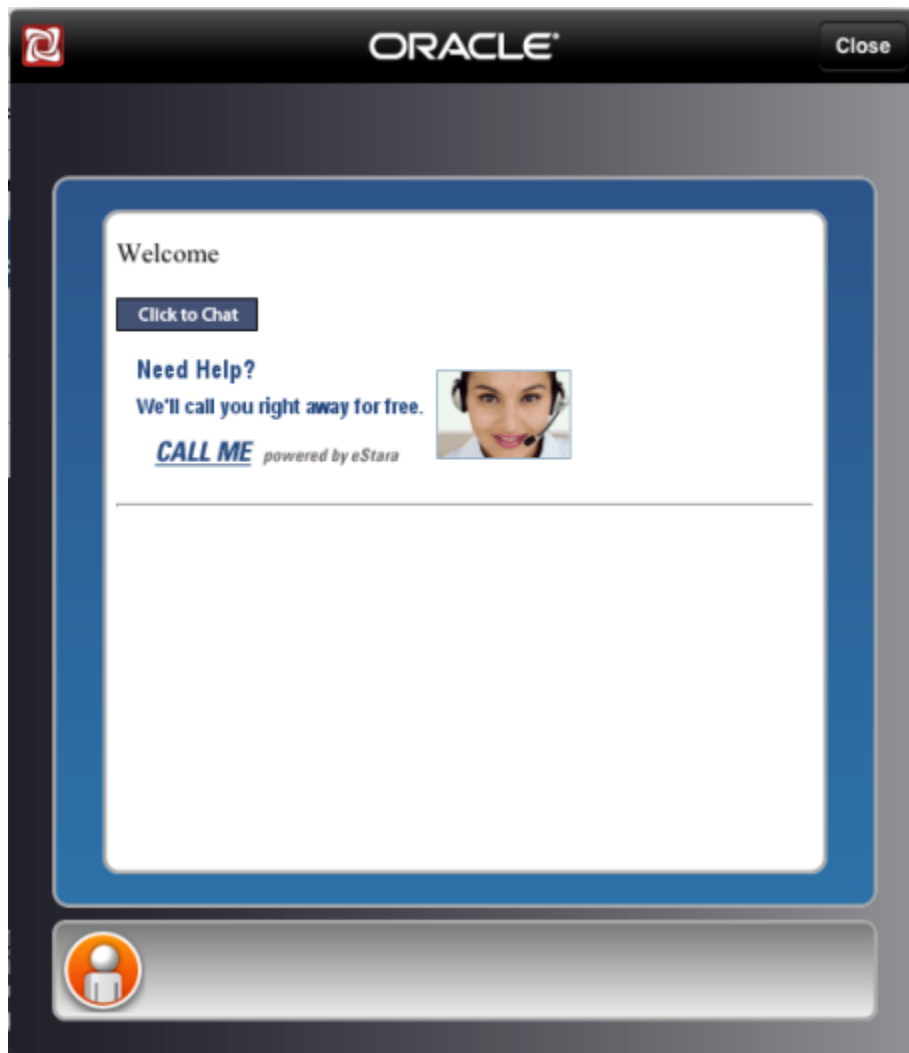 ORACLE®
Close
Welcome
Click to Chat
Need Help?
We'll call you right away for free.
CALL ME powered by eStara